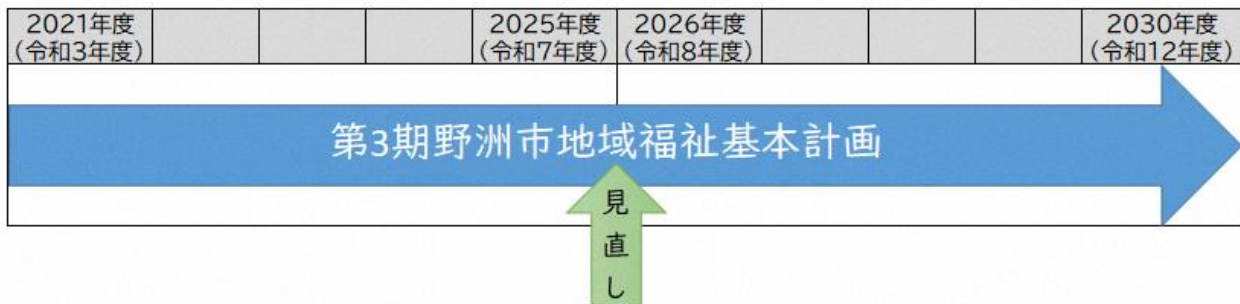 2021年度
(令和3年度)
2025年度
(令和7年度)
2026年度
(令和8年度)
2030年度
(令和12年度)
第3期野洲市地域福祉基本計画
見直し